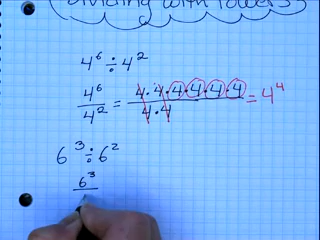 dividing with Powers
4⁶ ÷ 4²
4⁶/4² = 4·4·4·4·4·4/4·4 = 4⁴
6³ ÷ 6²
6³